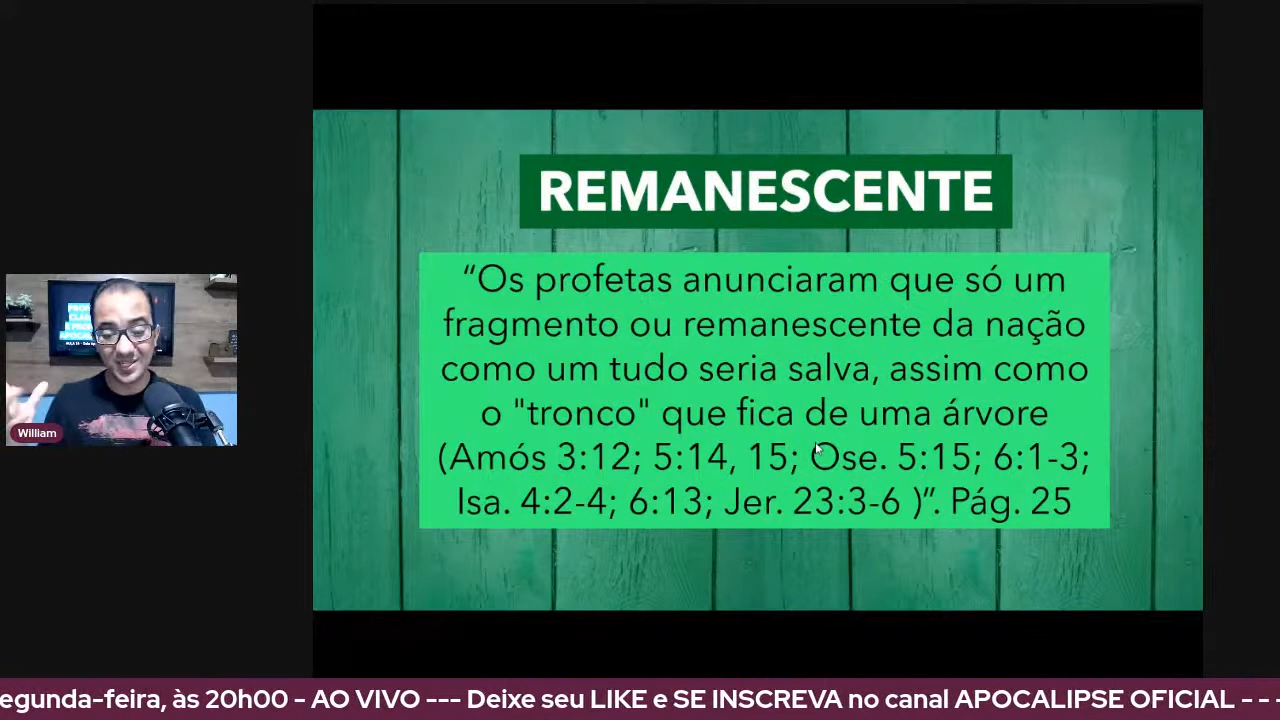 REMANESCENTE
“Os profetas anunciaram que só um
fragmento ou remanescente da nação
como um tudo seria salva, assim como
o "tronco" que fica de uma árvore
(Amós 3:12; 5:14, 15; Ose. 5:15; 6:1-3;
Isa. 4:2-4; 6:13; Jer. 23:3-6 )”. Pág. 25
William
egunda-feira, às 20h00 - AO VIVO --- Deixe seu LIKE e SE INSCREVA no canal APOCALIPSE OFICIAL - - -